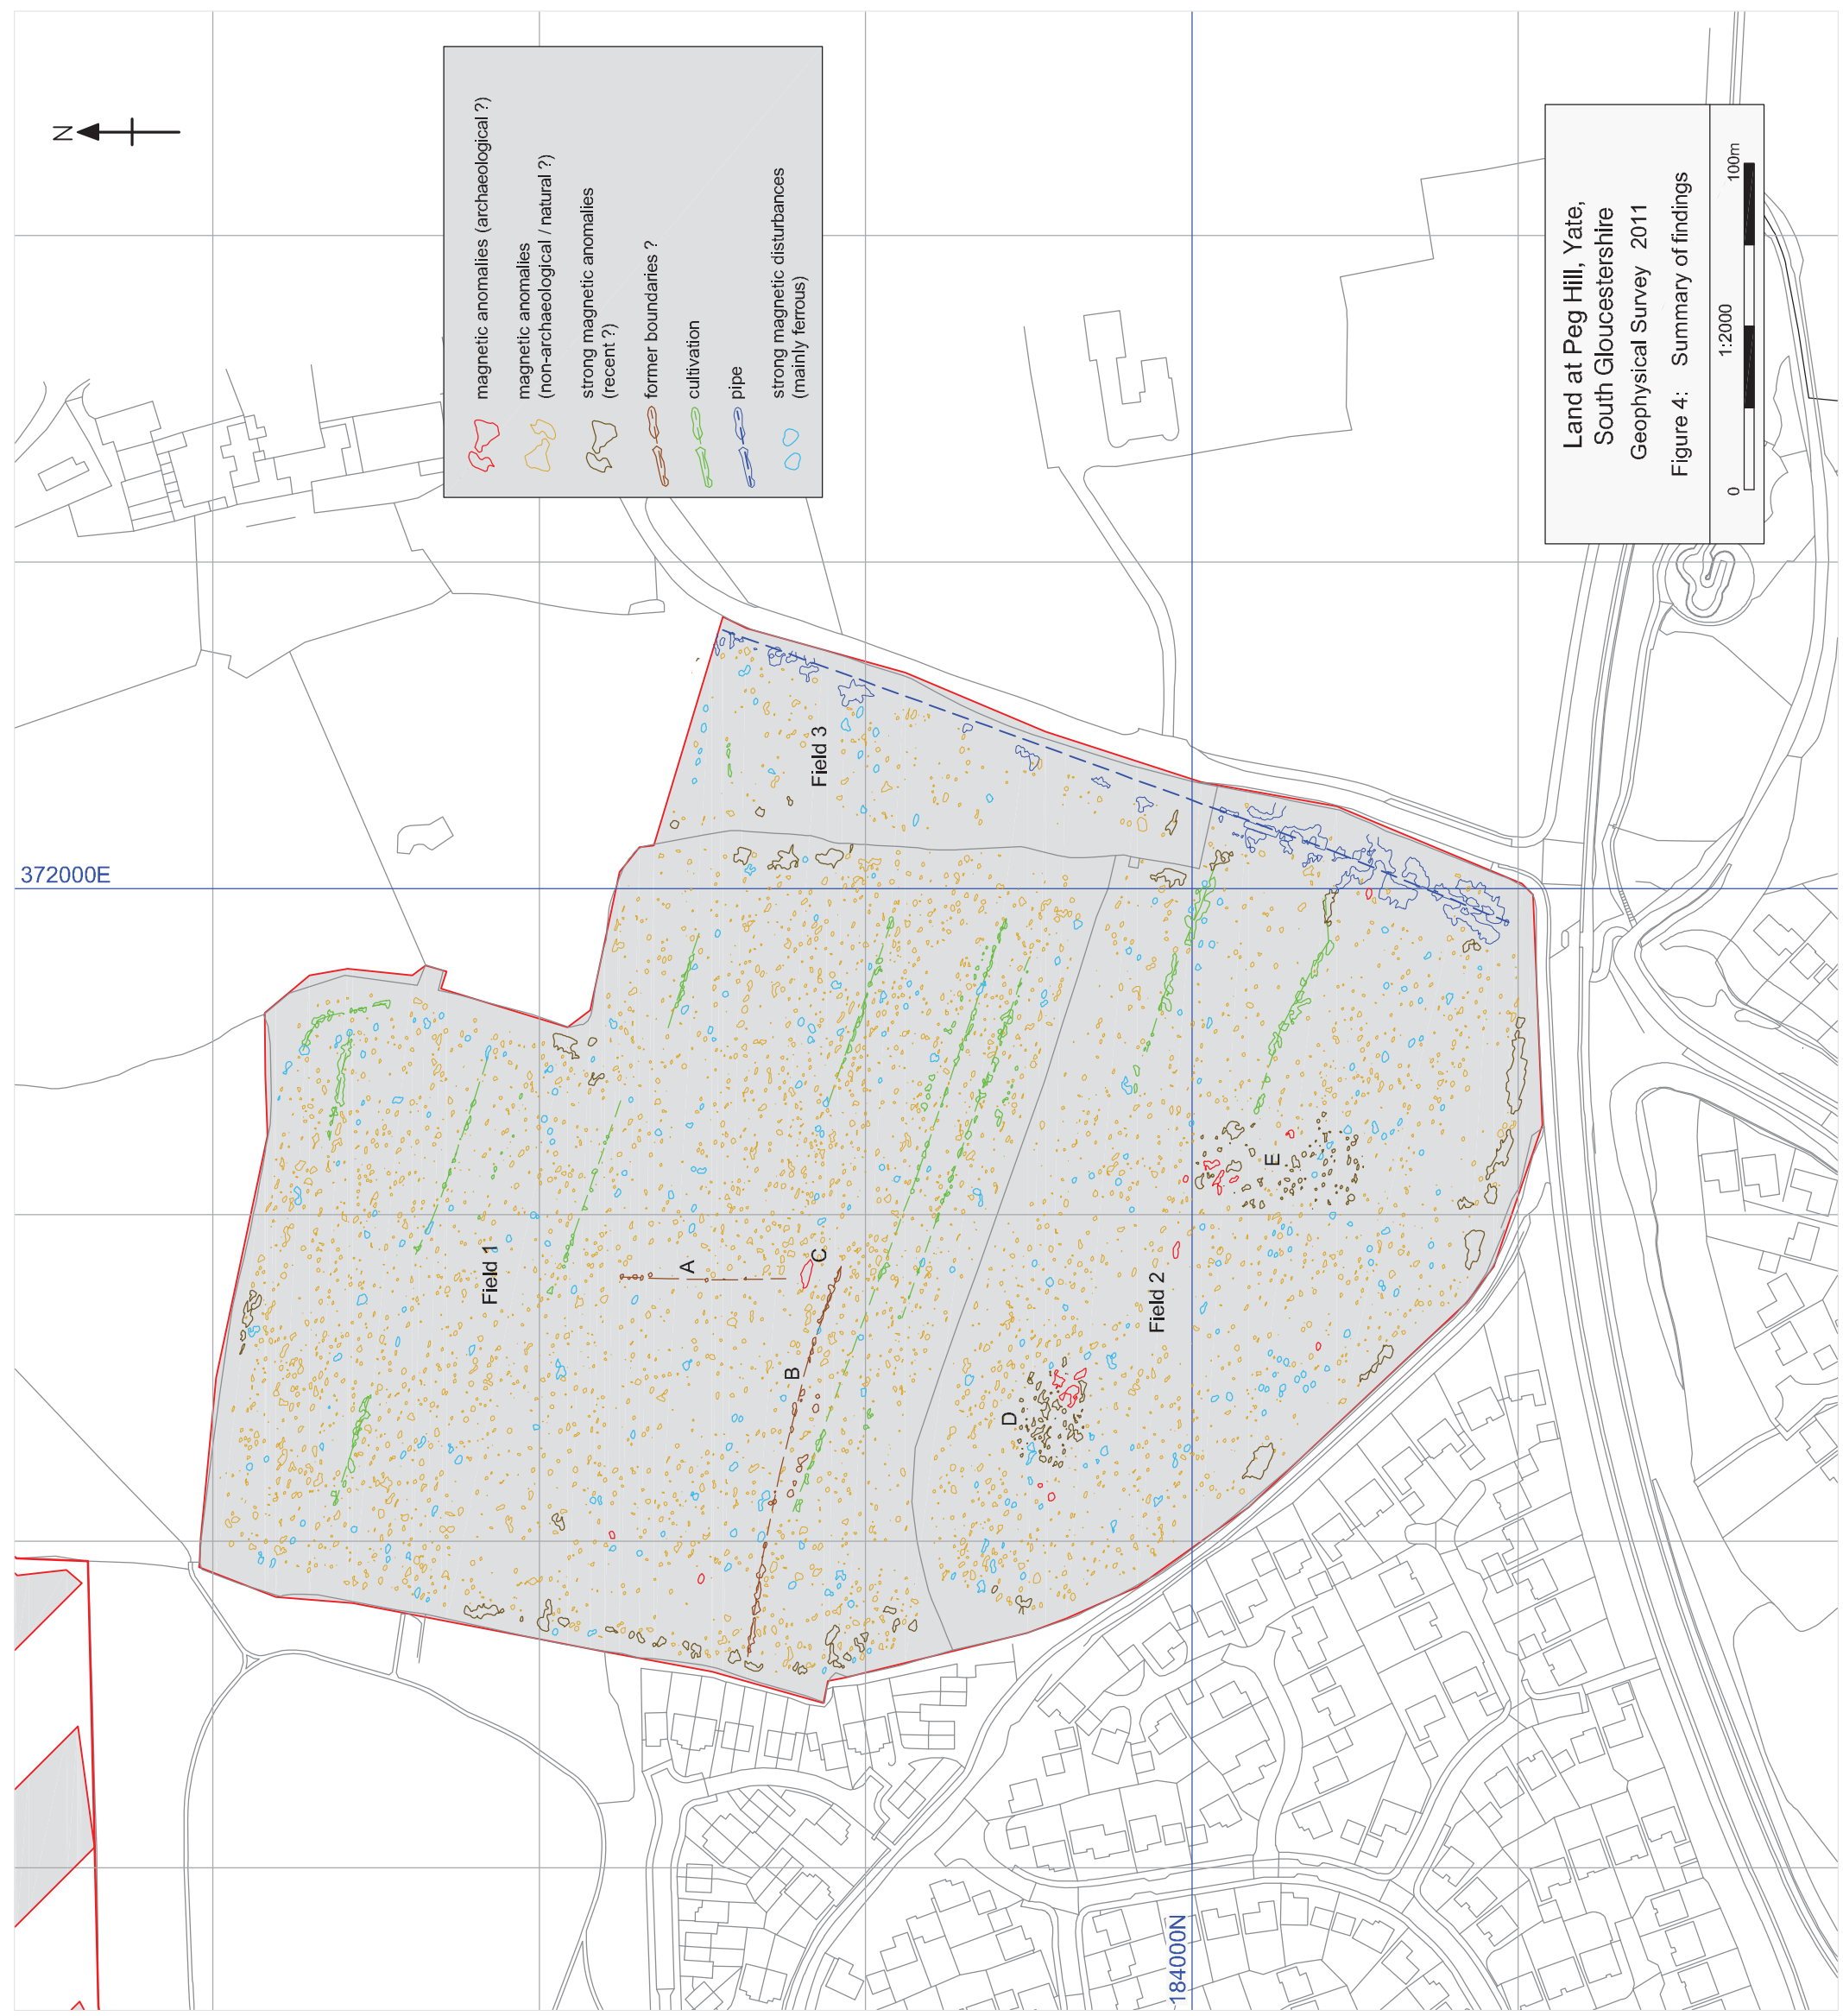 N
magnetic anomalies (archaeological ?)
magnetic anomalies
(non-archaeological / natural ?)
strong magnetic anomalies
(recent ?)
former boundaries ?
cultivation
pipe
strong magnetic disturbances
(mainly ferrous)
372000E
184000N
Field 1
Field 2
Field 3
A
B
C
D
E
Land at Peg Hill, Yate,
South Gloucestershire
Geophysical Survey 2011
Figure 4: Summary of findings
1:2000
0 100m